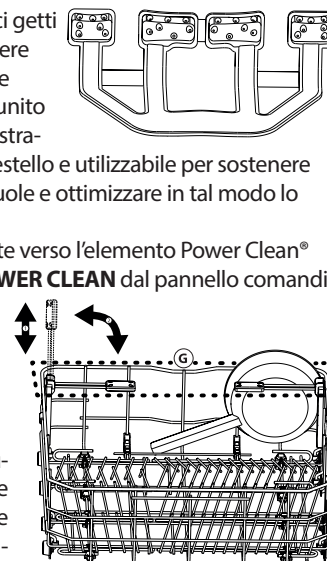 ti getti
ere
e
unito
stra-
estello e utilizzabile per sostenere
uole e ottimizzare in tal modo lo
te verso l'elemento Power Clean®
WER CLEAN dal pannello comandi
G
i-
e
e
-